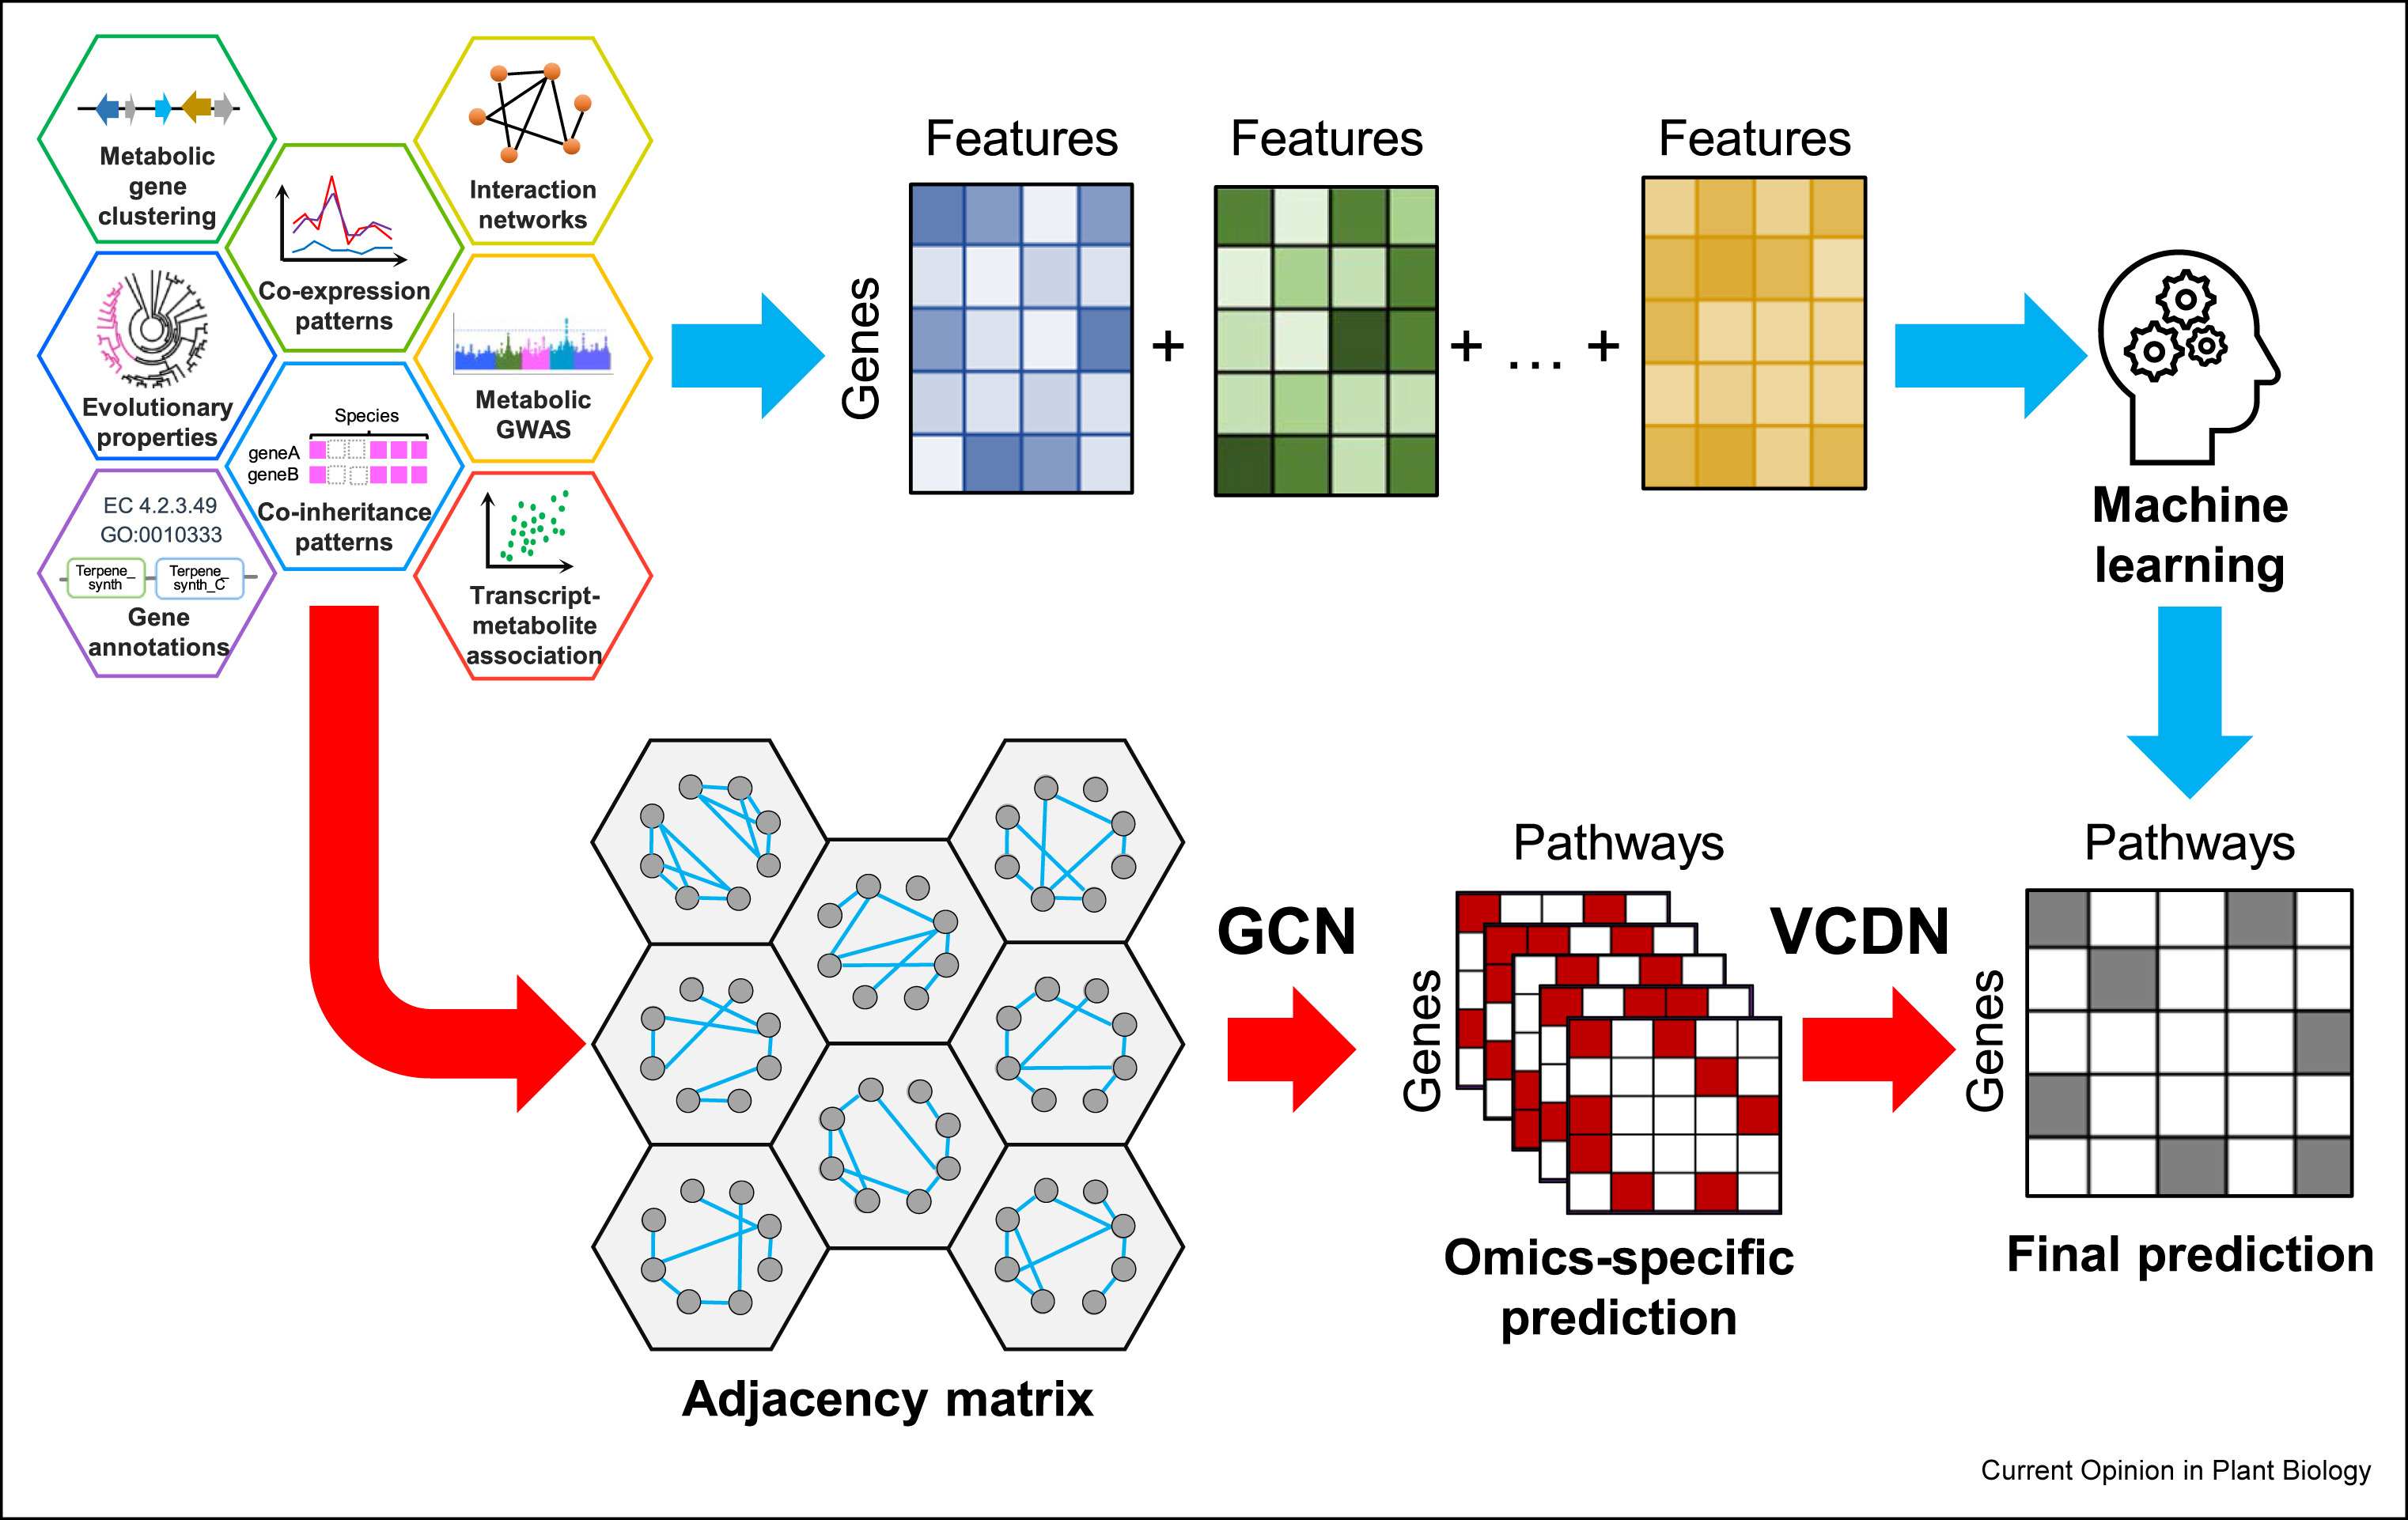 Metabolic
gene
clustering
Interaction
networks
Co-expression
patterns
Evolutionary
properties
Metabolic
GWAS
Species
geneA
geneB
Co-inheritance
patterns
EC 4.2.3.49
GO:0010333
Terpene_
synth
Terpene_
synth_C
Gene
annotations
Transcript-
metabolite
association
Features
Features
Features
Genes
+
+ ... +
Machine
learning
Adjacency matrix
GCN
Pathways
Genes
Omics-specific
prediction
VCDN
Pathways
Genes
Final prediction
Current Opinion in Plant Biology